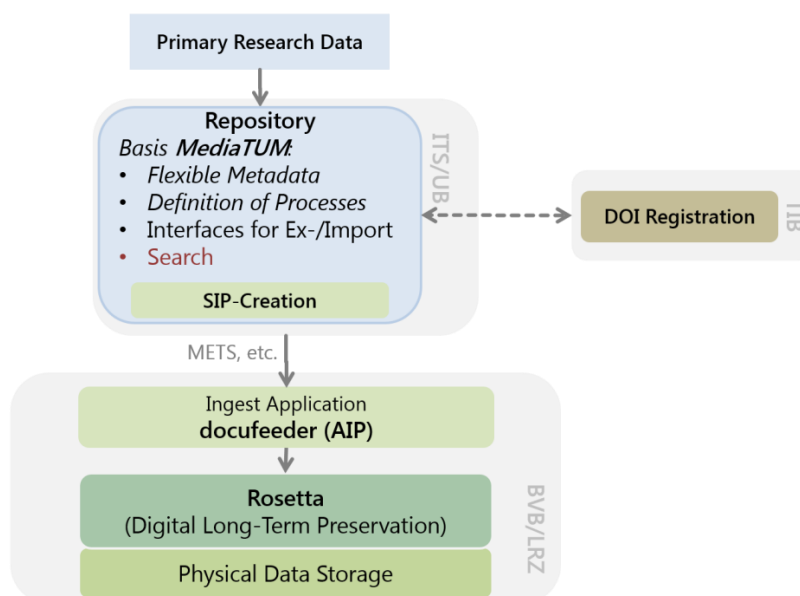 Primary Research Data
Repository
Basis MediaTUM:
• Flexible Metadata
• Definition of Processes
• Interfaces for Ex-/Import
• Search
SIP-Creation
ITS/UB
DOI Registration
TIB
METS, etc.
Ingest Application
docufeeder (AIP)
Rosetta
(Digital Long-Term Preservation)
Physical Data Storage
BVB/LRZ